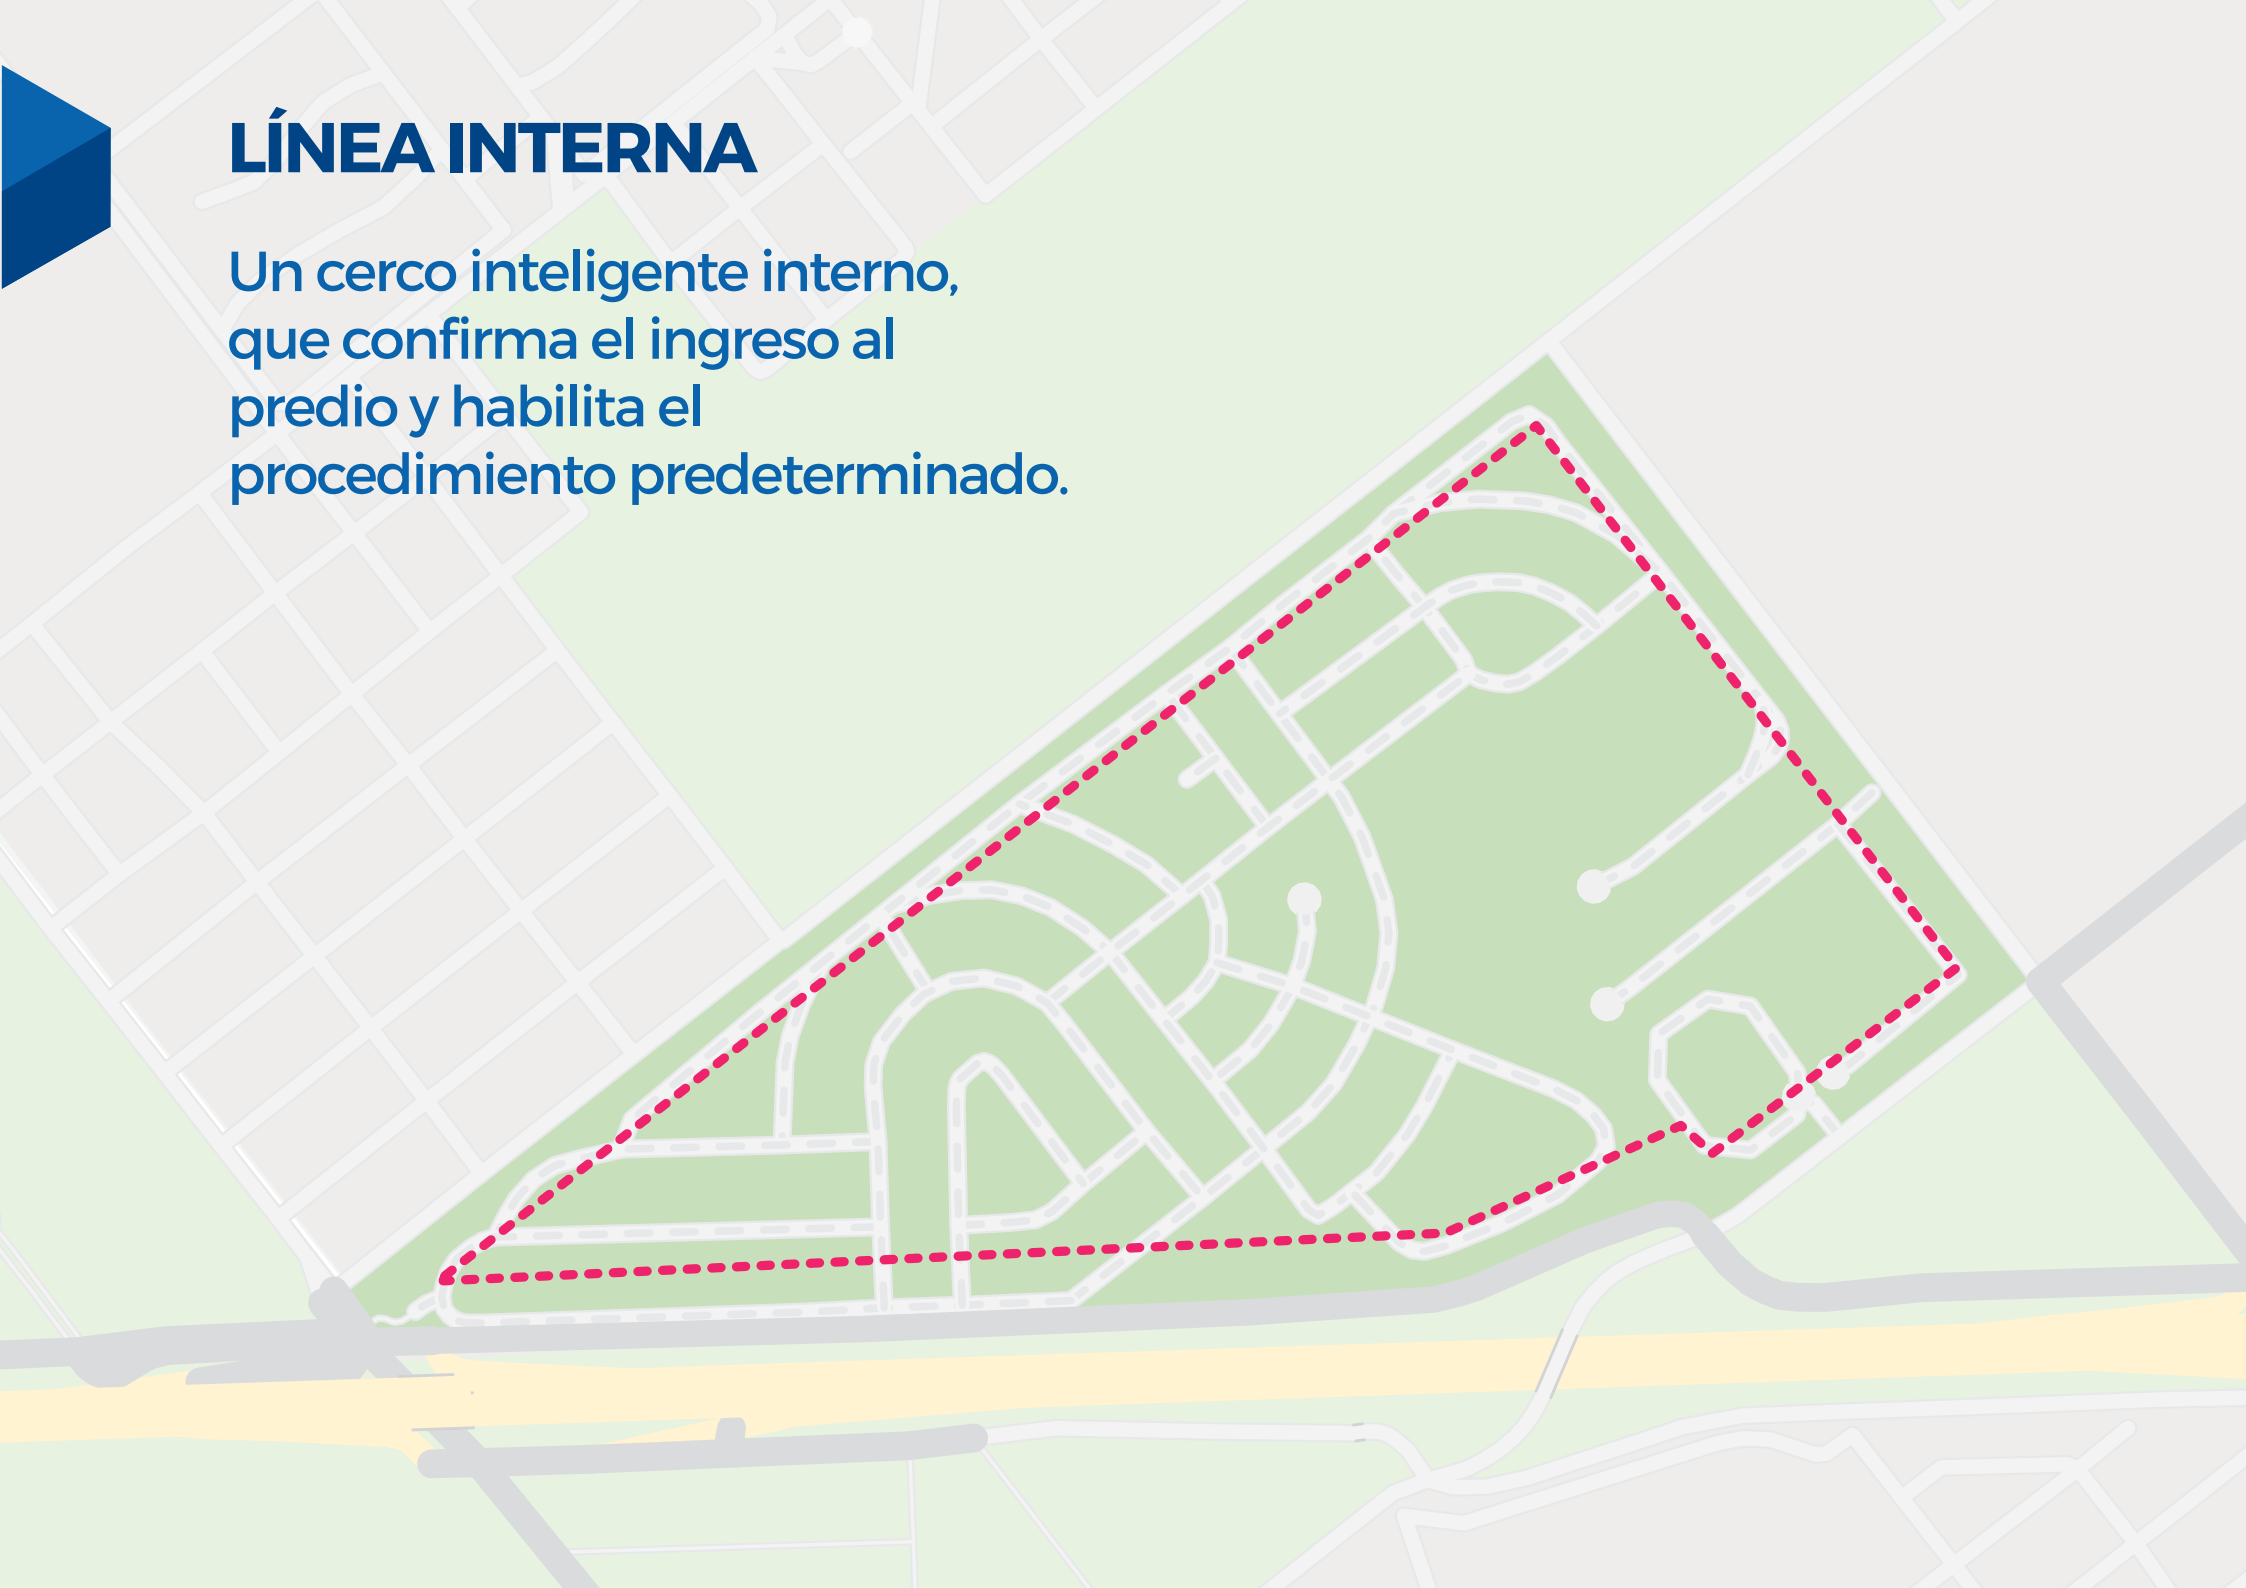 LÍNEA INTERNA
Un cerco inteligente interno,
que confirma el ingreso al
predio y habilita el
procedimiento predeterminado.